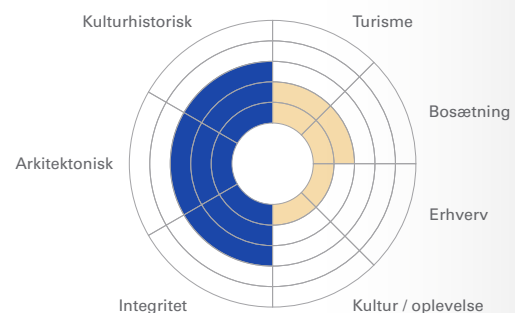 Kulturhistorisk
Turisme
Bosætning
Arkitektonisk
Erhverv
Integritet
Kultur / oplevelse